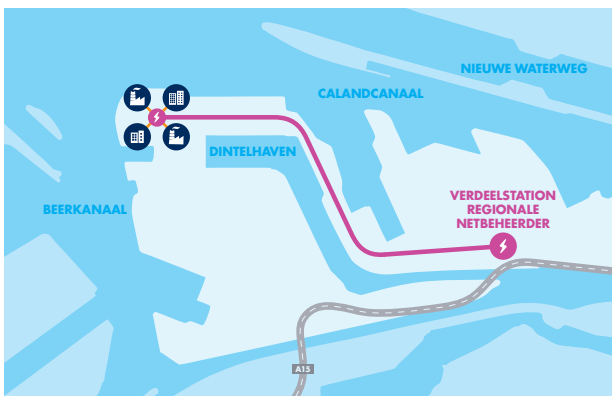 NIEUWE WATERWEG
CALANDCANAAL
DINTELHAVEN
VERDEELSTATION
REGIONALE
NETBEHEERDER
BEERKANAAL
A15